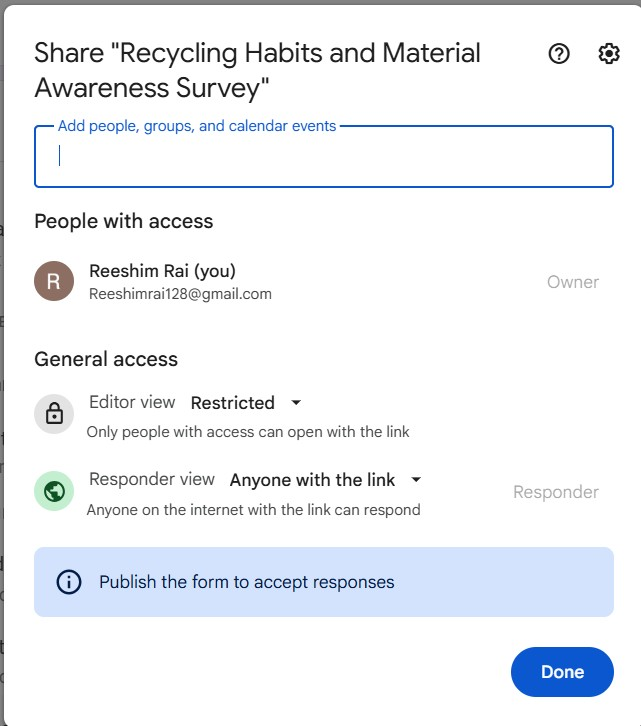 Share "Recycling Habits and Material
Awareness Survey"
Add people, groups, and calendar events
People with access
R
Reeshim Rai (you)
Reeshimrai128@gmail.com
Owner
General access
Editor view Restricted
Only people with access can open with the link
Responder view Anyone with the link
Anyone on the internet with the link can respond
Responder
Publish the form to accept responses
Done